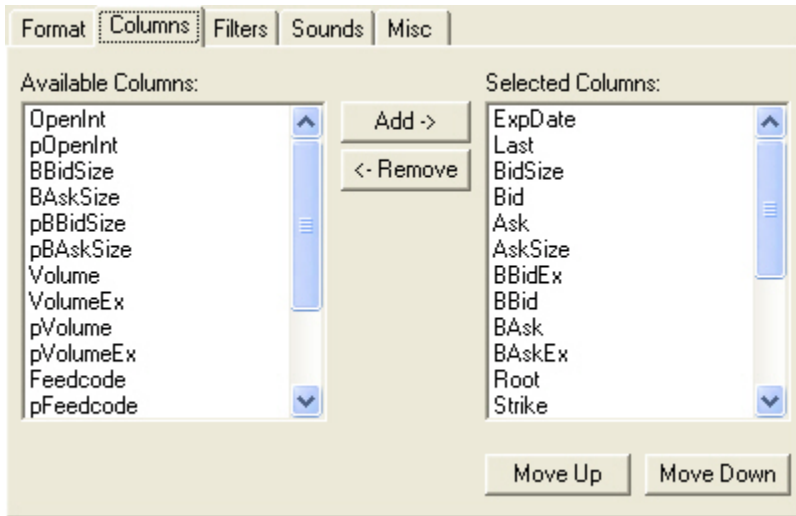 Format Columns Filters Sounds Misc
Available Columns:
OpenInt
pOpenInt
BBidSize
BAskSize
pBBidSize
pBAskSize
Volume
VolumeEx
pVolume
pVolumeEx
Feedcode
pFeedcode
Add ->
<- Remove
Selected Columns:
ExpDate
Last
BidSize
Bid
Ask
AskSize
BBidEx
BBid
BAsk
BAskEx
Root
Strike
Move Up Move Down